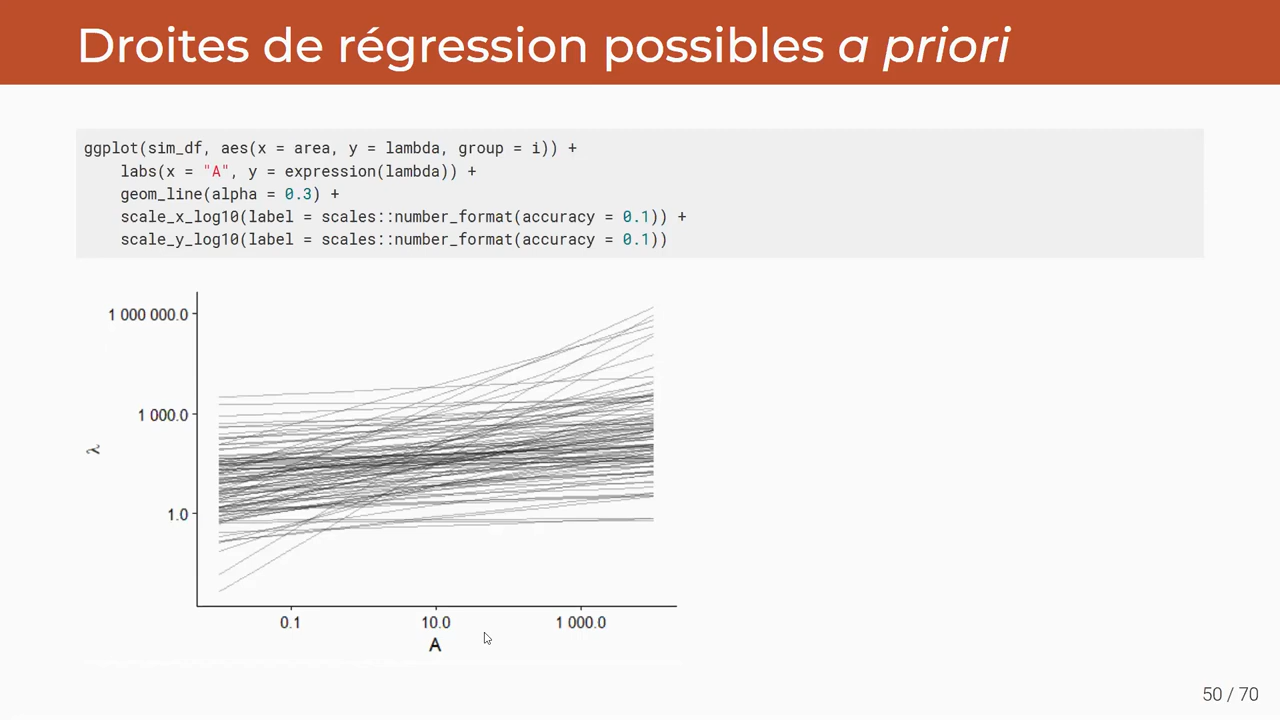 Droites de régression possibles a priori
ggplot(sim_df, aes(x = area, y = lambda, group = i)) +
labs(x = "A", y = expression(lambda)) +
geom_line(alpha = 0.3) +
scale_x_log10(label = scales::number_format(accuracy = 0.1)) +
scale_y_log10(label = scales::number_format(accuracy = 0.1))
1 000 000.0
1 000.0
λ
1.0
0.1 10.0 1 000.0
A
50 / 70